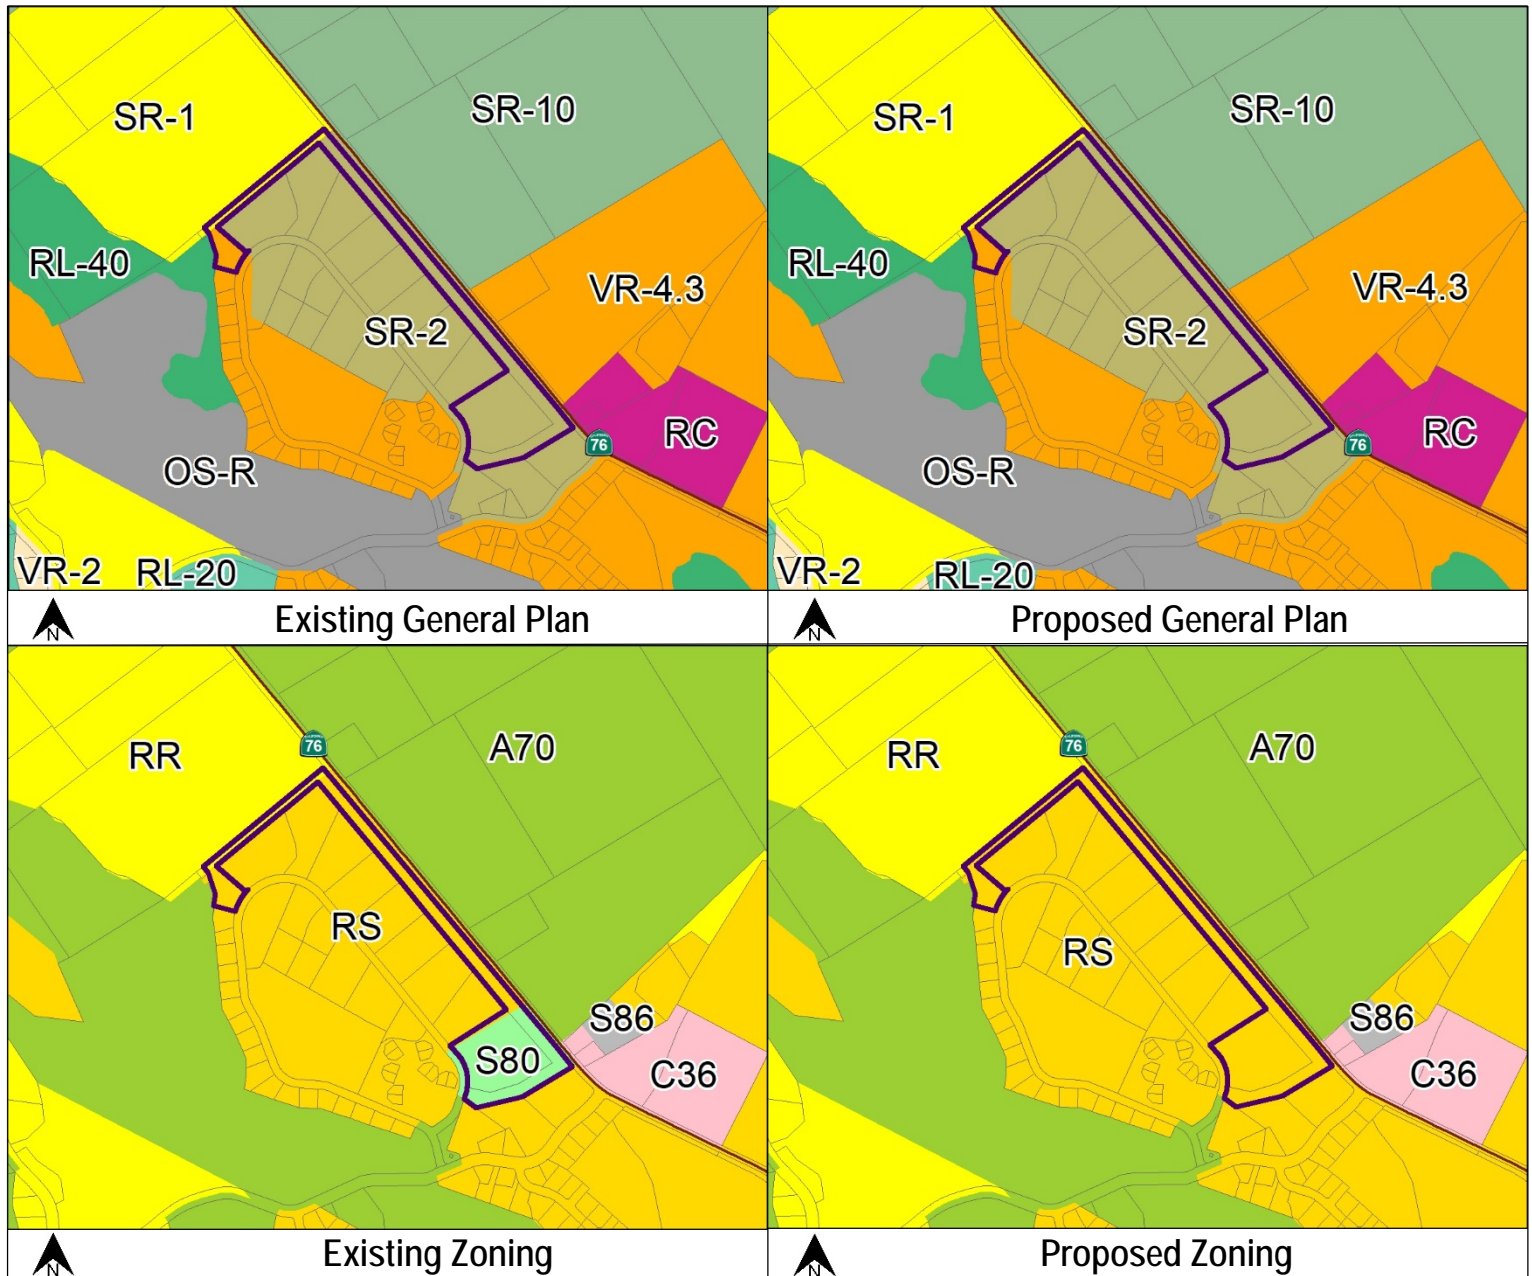 SR-1
SR-10
RL-40
VR-4.3
SR-2
RC
76
OS-R
VR-2
RL-20
N
Existing General Plan
SR-1
SR-10
RL-40
VR-4.3
SR-2
RC
76
OS-R
VR-2
RL-20
N
Proposed General Plan
76
RR
A70
RS
S86
S80
C36
N
Existing Zoning
76
RR
A70
RS
S86
C36
N
Proposed Zoning